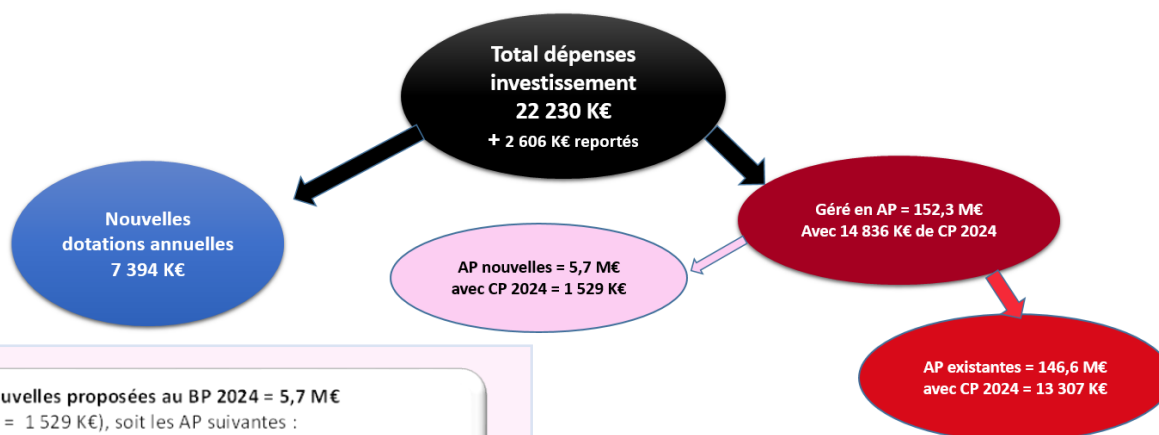 Total dépenses
investissement
22 230 K€
+ 2 606 K€ reportés
Nouvelles
dotations annuelles
7 394 K€
Géré en AP = 152,3 M€
Avec 14 836 K€ de CP 2024
AP nouvelles = 5,7 M€
avec CP 2024 = 1 529 K€
AP existantes = 146,6 M€
avec CP 2024 = 13 307 K€
uvelles proposées au BP 2024 = 5,7 M€
= 1 529 K€), soit les AP suivantes :